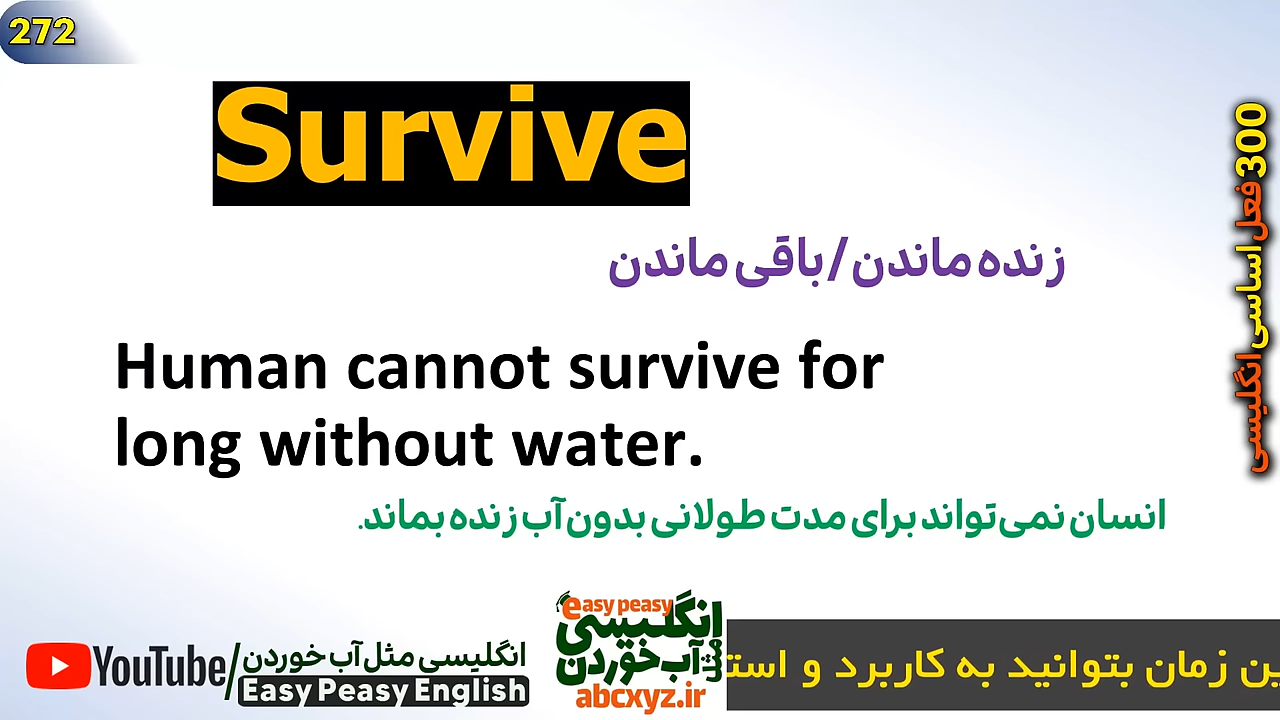 272
Survive
زنده ماندن/باقی ماندن
Human cannot survive for
long without water.
انسان نمی‌تواند برای مدت طولانی بدون آب زنده بماند.
300 فعل اساسی انگلیسی
YouTube/انگلیسی مثل آب خوردن
Easy Peasy English
easy peasy
انگلیسی
مثل آب خوردن
abcxyz.ir
زمان بتوانید به کاربرد و